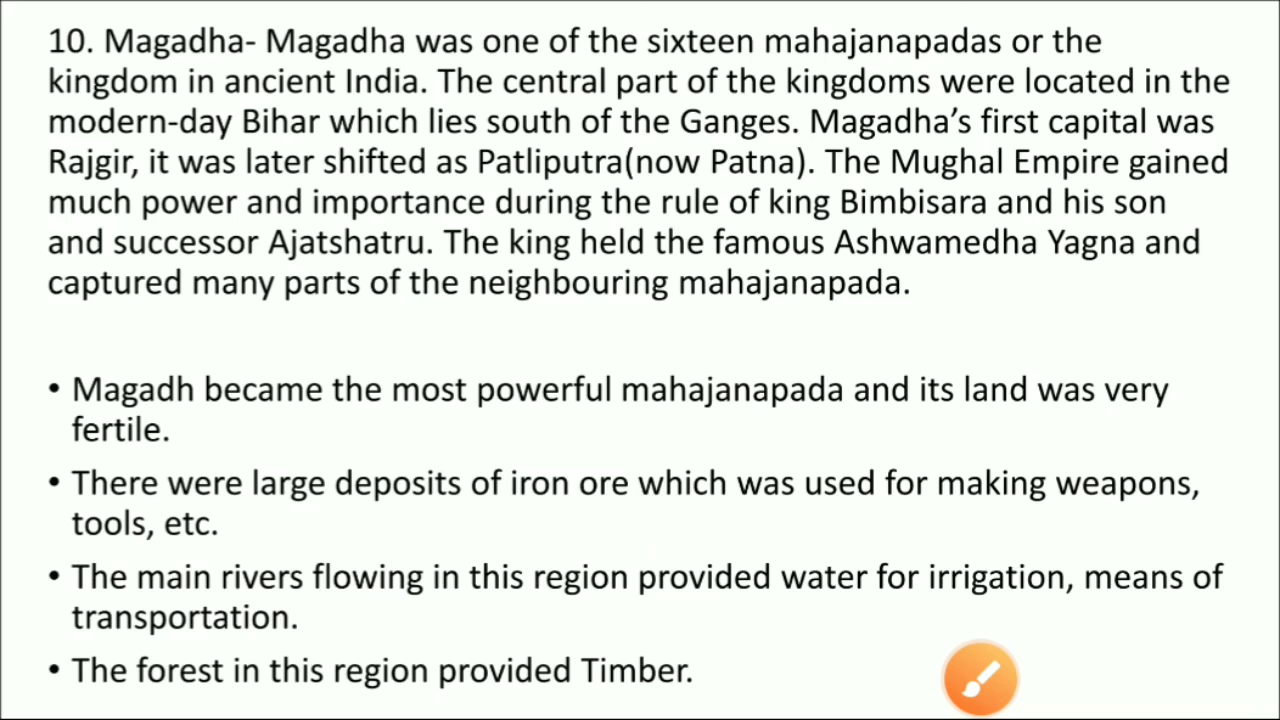 10. Magadha- Magadha was one of the sixteen mahajanapadas or the
kingdom in ancient India. The central part of the kingdoms were located in the
modern-day Bihar which lies south of the Ganges. Magadha’s first capital was
Rajgir, it was later shifted as Patliputra(now Patna). The Mughal Empire gained
much power and importance during the rule of king Bimbisara and his son
and successor Ajatshatru. The king held the famous Ashwamedha Yagna and
captured many parts of the neighbouring mahajanapada.
• Magadh became the most powerful mahajanapada and its land was very
fertile.
• There were large deposits of iron ore which was used for making weapons,
tools, etc.
• The main rivers flowing in this region provided water for irrigation, means of
transportation.
• The forest in this region provided Timber.